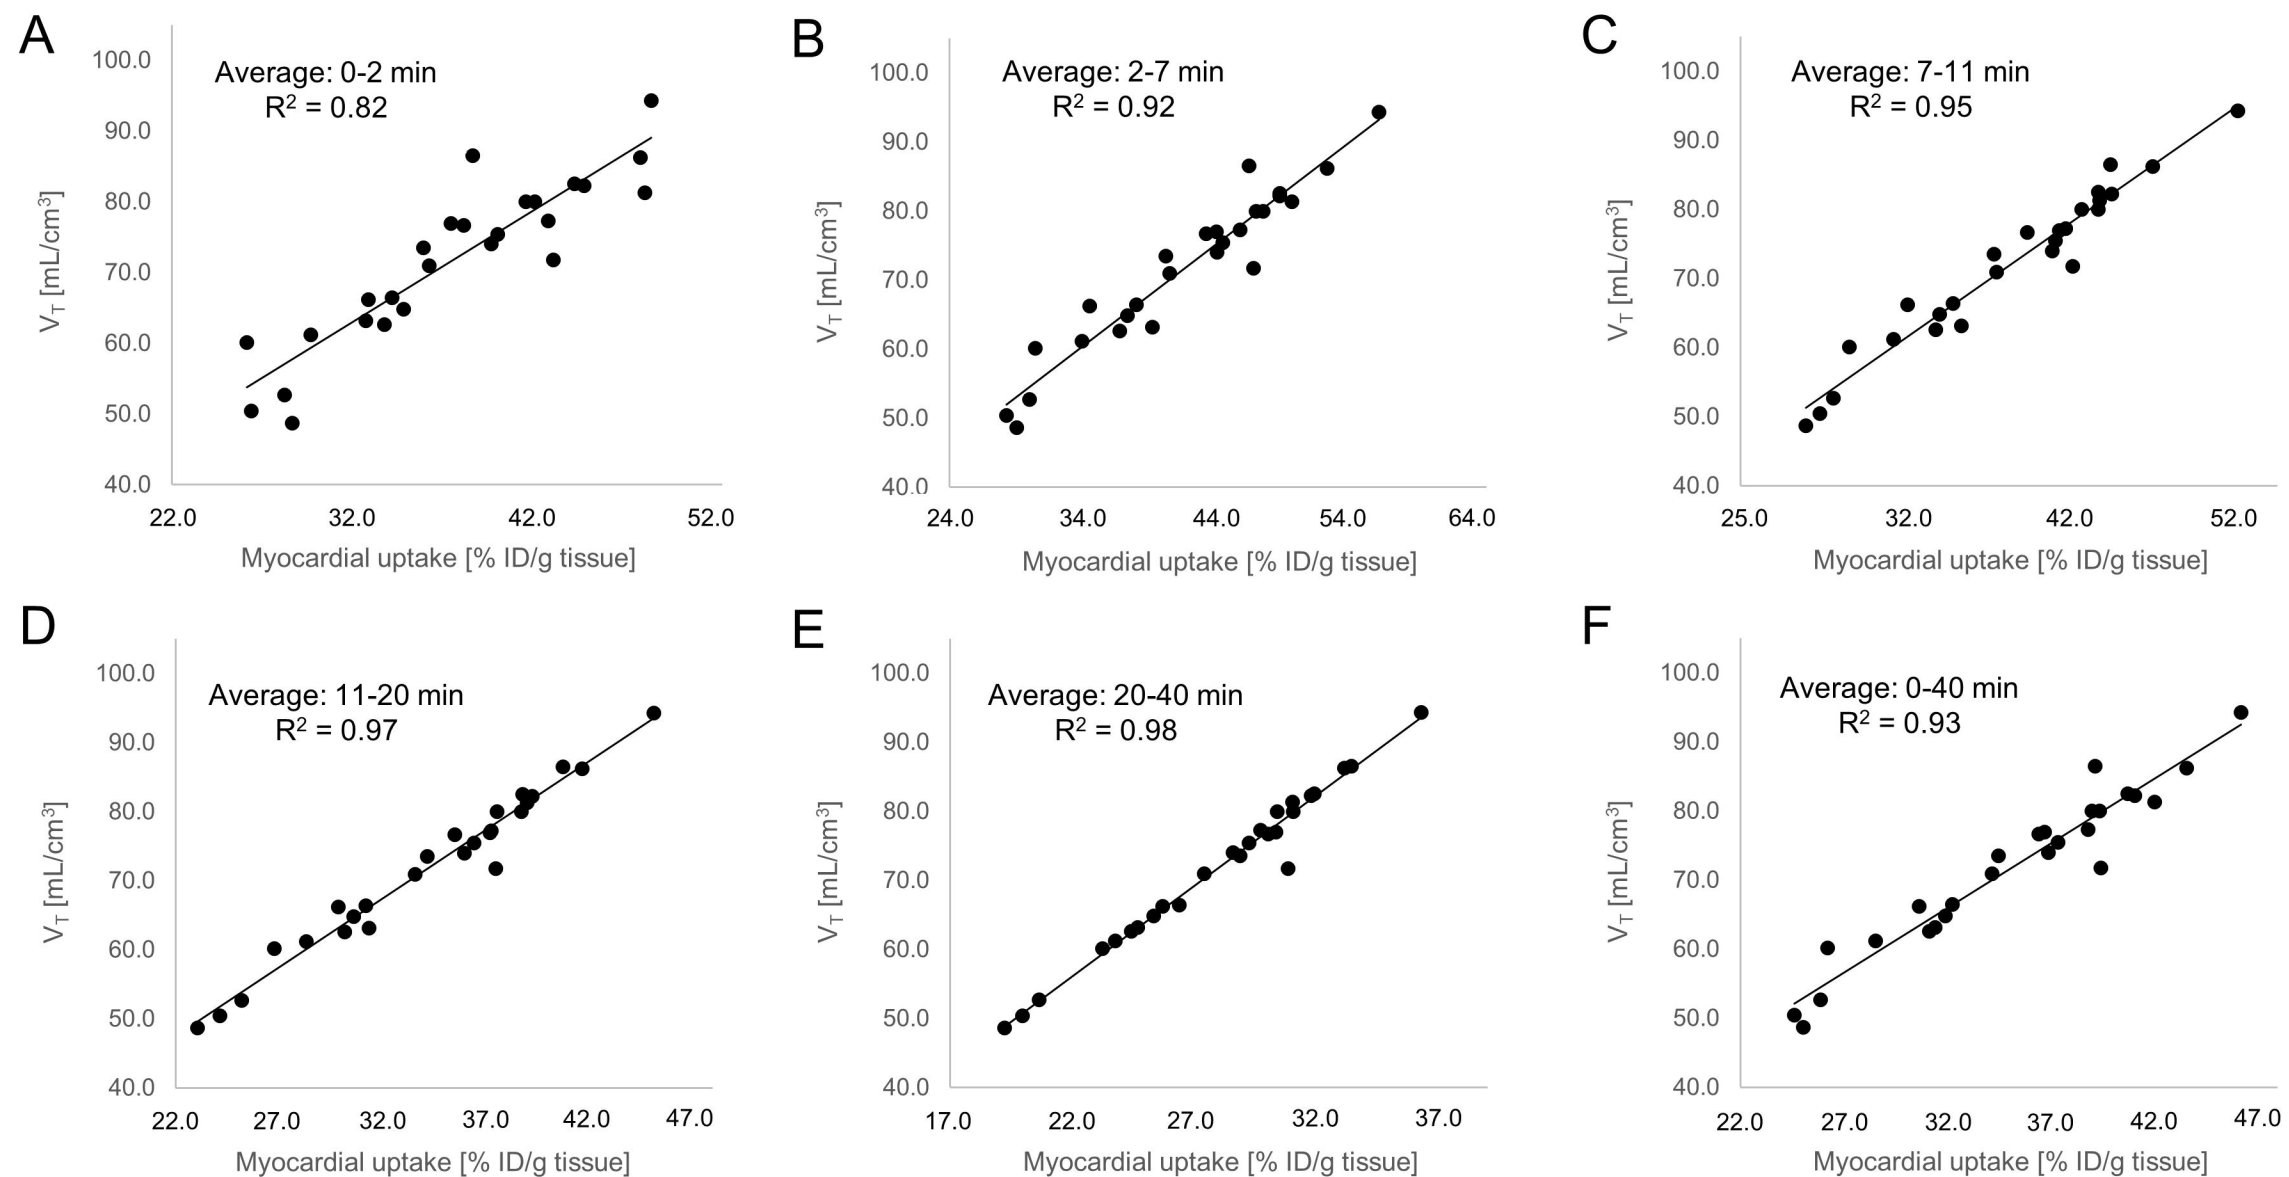 A
Average: 0-2 min
R² = 0.82
100.0
90.0
80.0
70.0
60.0
50.0
40.0
V_T [mL/cm³]
22.0 32.0 42.0 52.0
Myocardial uptake [% ID/g tissue]
B
Average: 2-7 min
R² = 0.92
100.0
90.0
80.0
70.0
60.0
50.0
40.0
V_T [mL/cm³]
24.0 34.0 44.0 54.0 64.0
Myocardial uptake [% ID/g tissue]
C
Average: 7-11 min
R² = 0.95
100.0
90.0
80.0
70.0
60.0
50.0
40.0
V_T [mL/cm³]
25.0 32.0 42.0 52.0
Myocardial uptake [% ID/g tissue]
D
Average: 11-20 min
R² = 0.97
100.0
90.0
80.0
70.0
60.0
50.0
40.0
V_T [mL/cm³]
22.0 27.0 32.0 37.0 42.0 47.0
Myocardial uptake [% ID/g tissue]
E
Average: 20-40 min
R² = 0.98
100.0
90.0
80.0
70.0
60.0
50.0
40.0
V_T [mL/cm³]
17.0 22.0 27.0 32.0 37.0
Myocardial uptake [% ID/g tissue]
F
Average: 0-40 min
R² = 0.93
100.0
90.0
80.0
70.0
60.0
50.0
40.0
V_T [mL/cm³]
22.0 27.0 32.0 37.0 42.0 47.0
Myocardial uptake [% ID/g tissue]